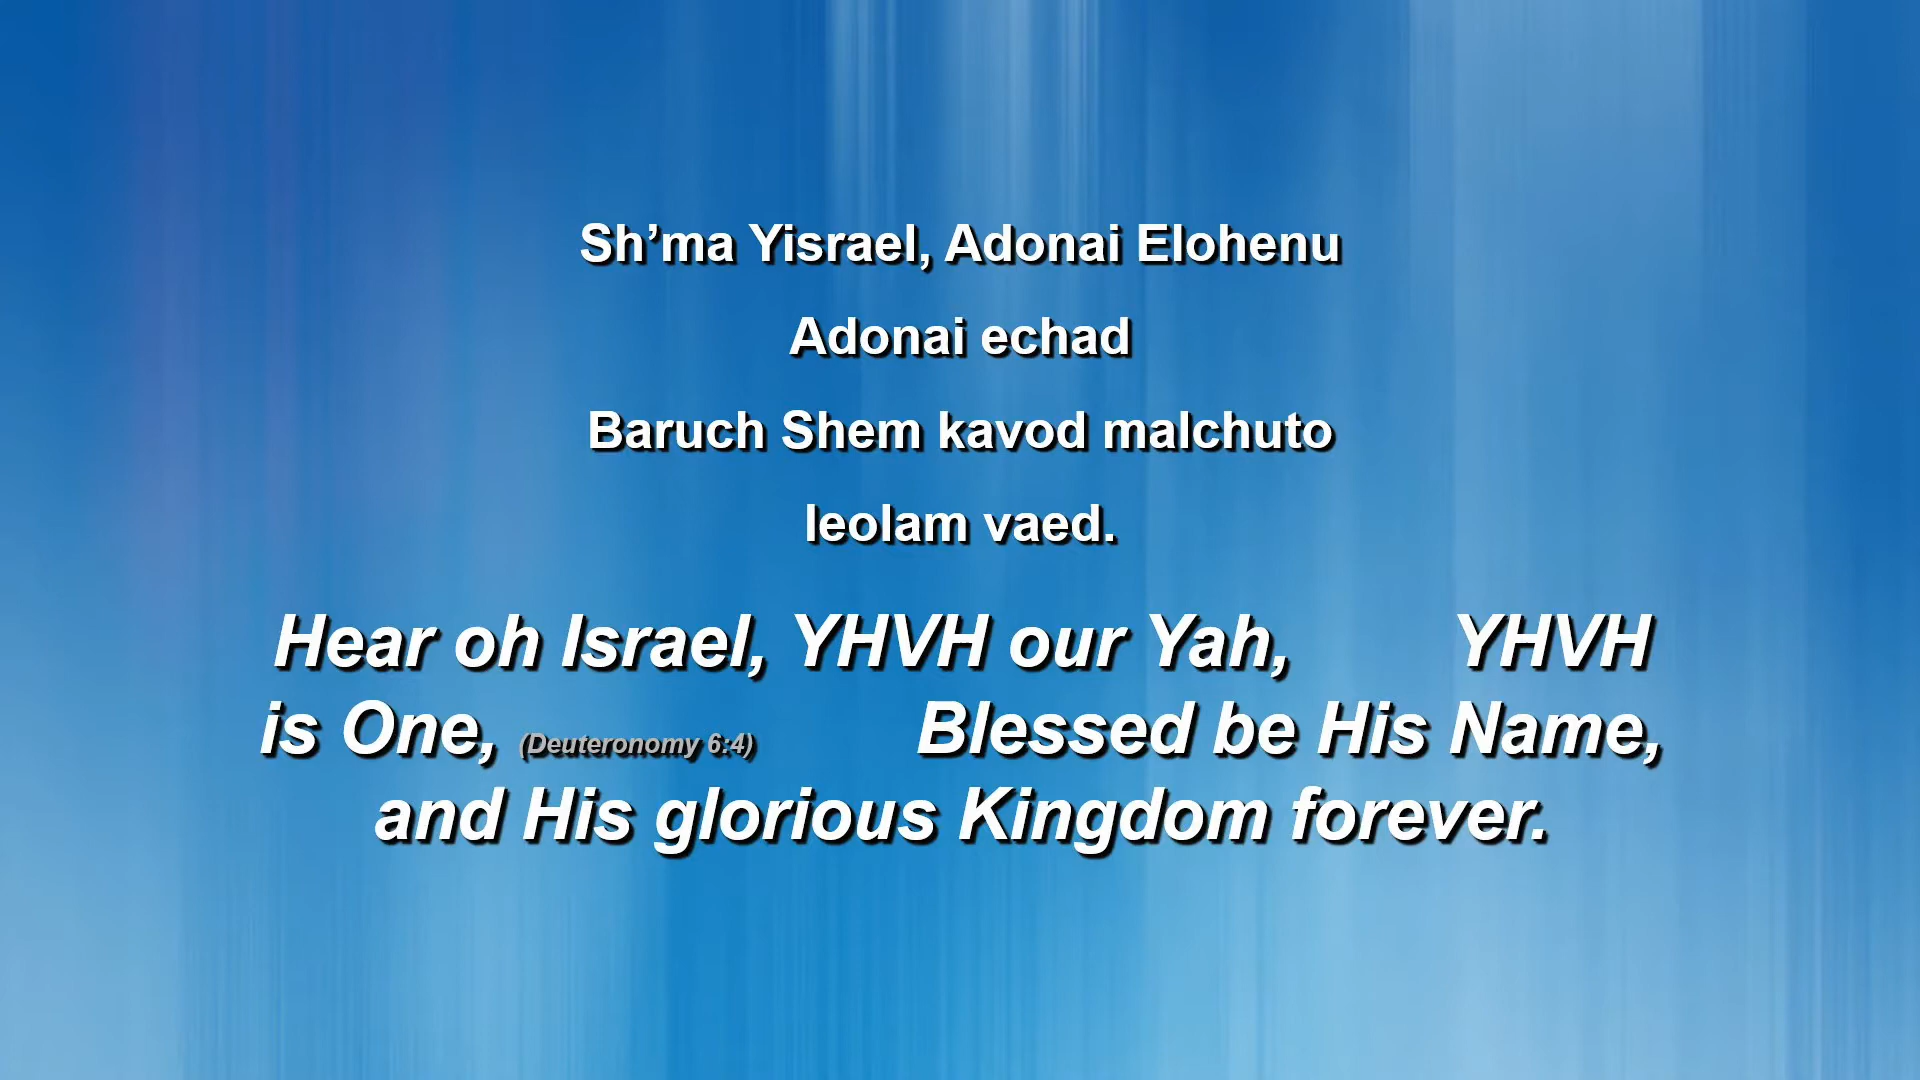 Sh’ma Yisrael, Adonai Elohenu
Adonai echad
Baruch Shem kavod malchuto
leolam vaed.
Hear oh Israel, YHVH our Yah, YHVH
is One, (Deuteronomy 6:4) Blessed be His Name,
and His glorious Kingdom forever.